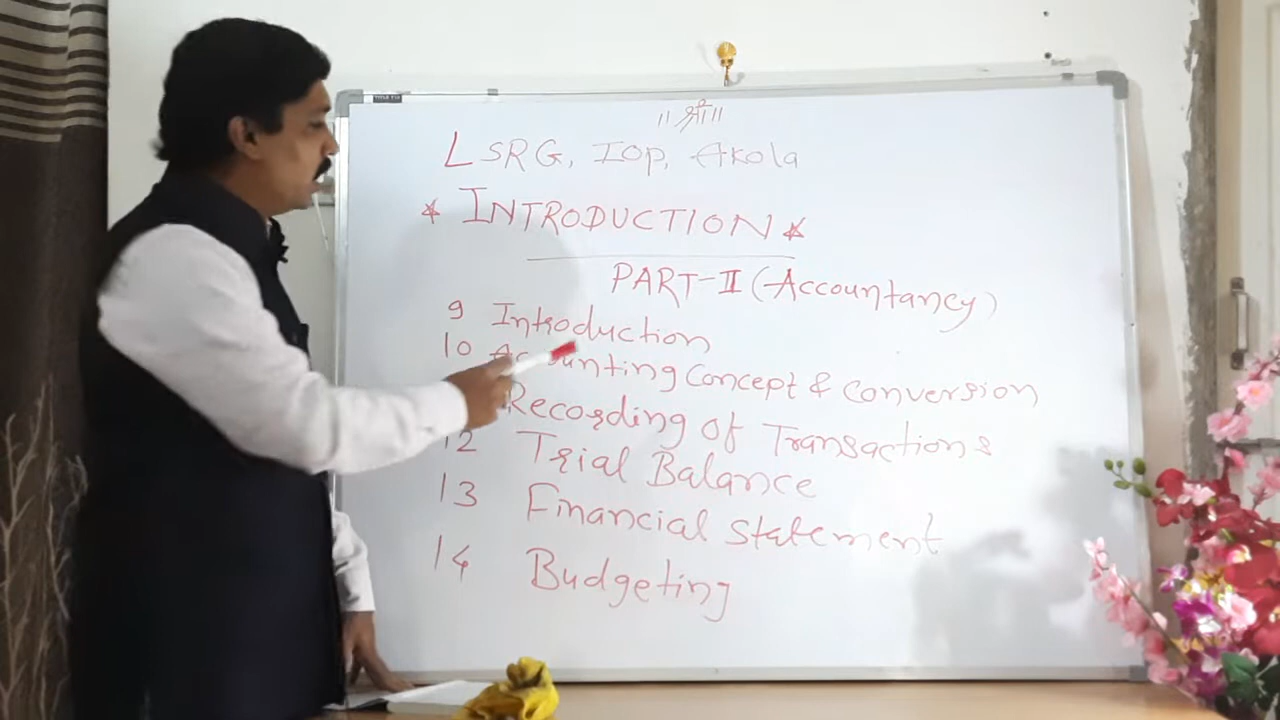 ॥ श्री ॥
LSRG, IOP, Akola
* INTRODUCTION *
PART-II (Accountancy)
9 Introduction
10 Accounting Concept & Conversion
Recording of Transactions
12 Trial Balance
13 Financial Statement
14 Budgeting